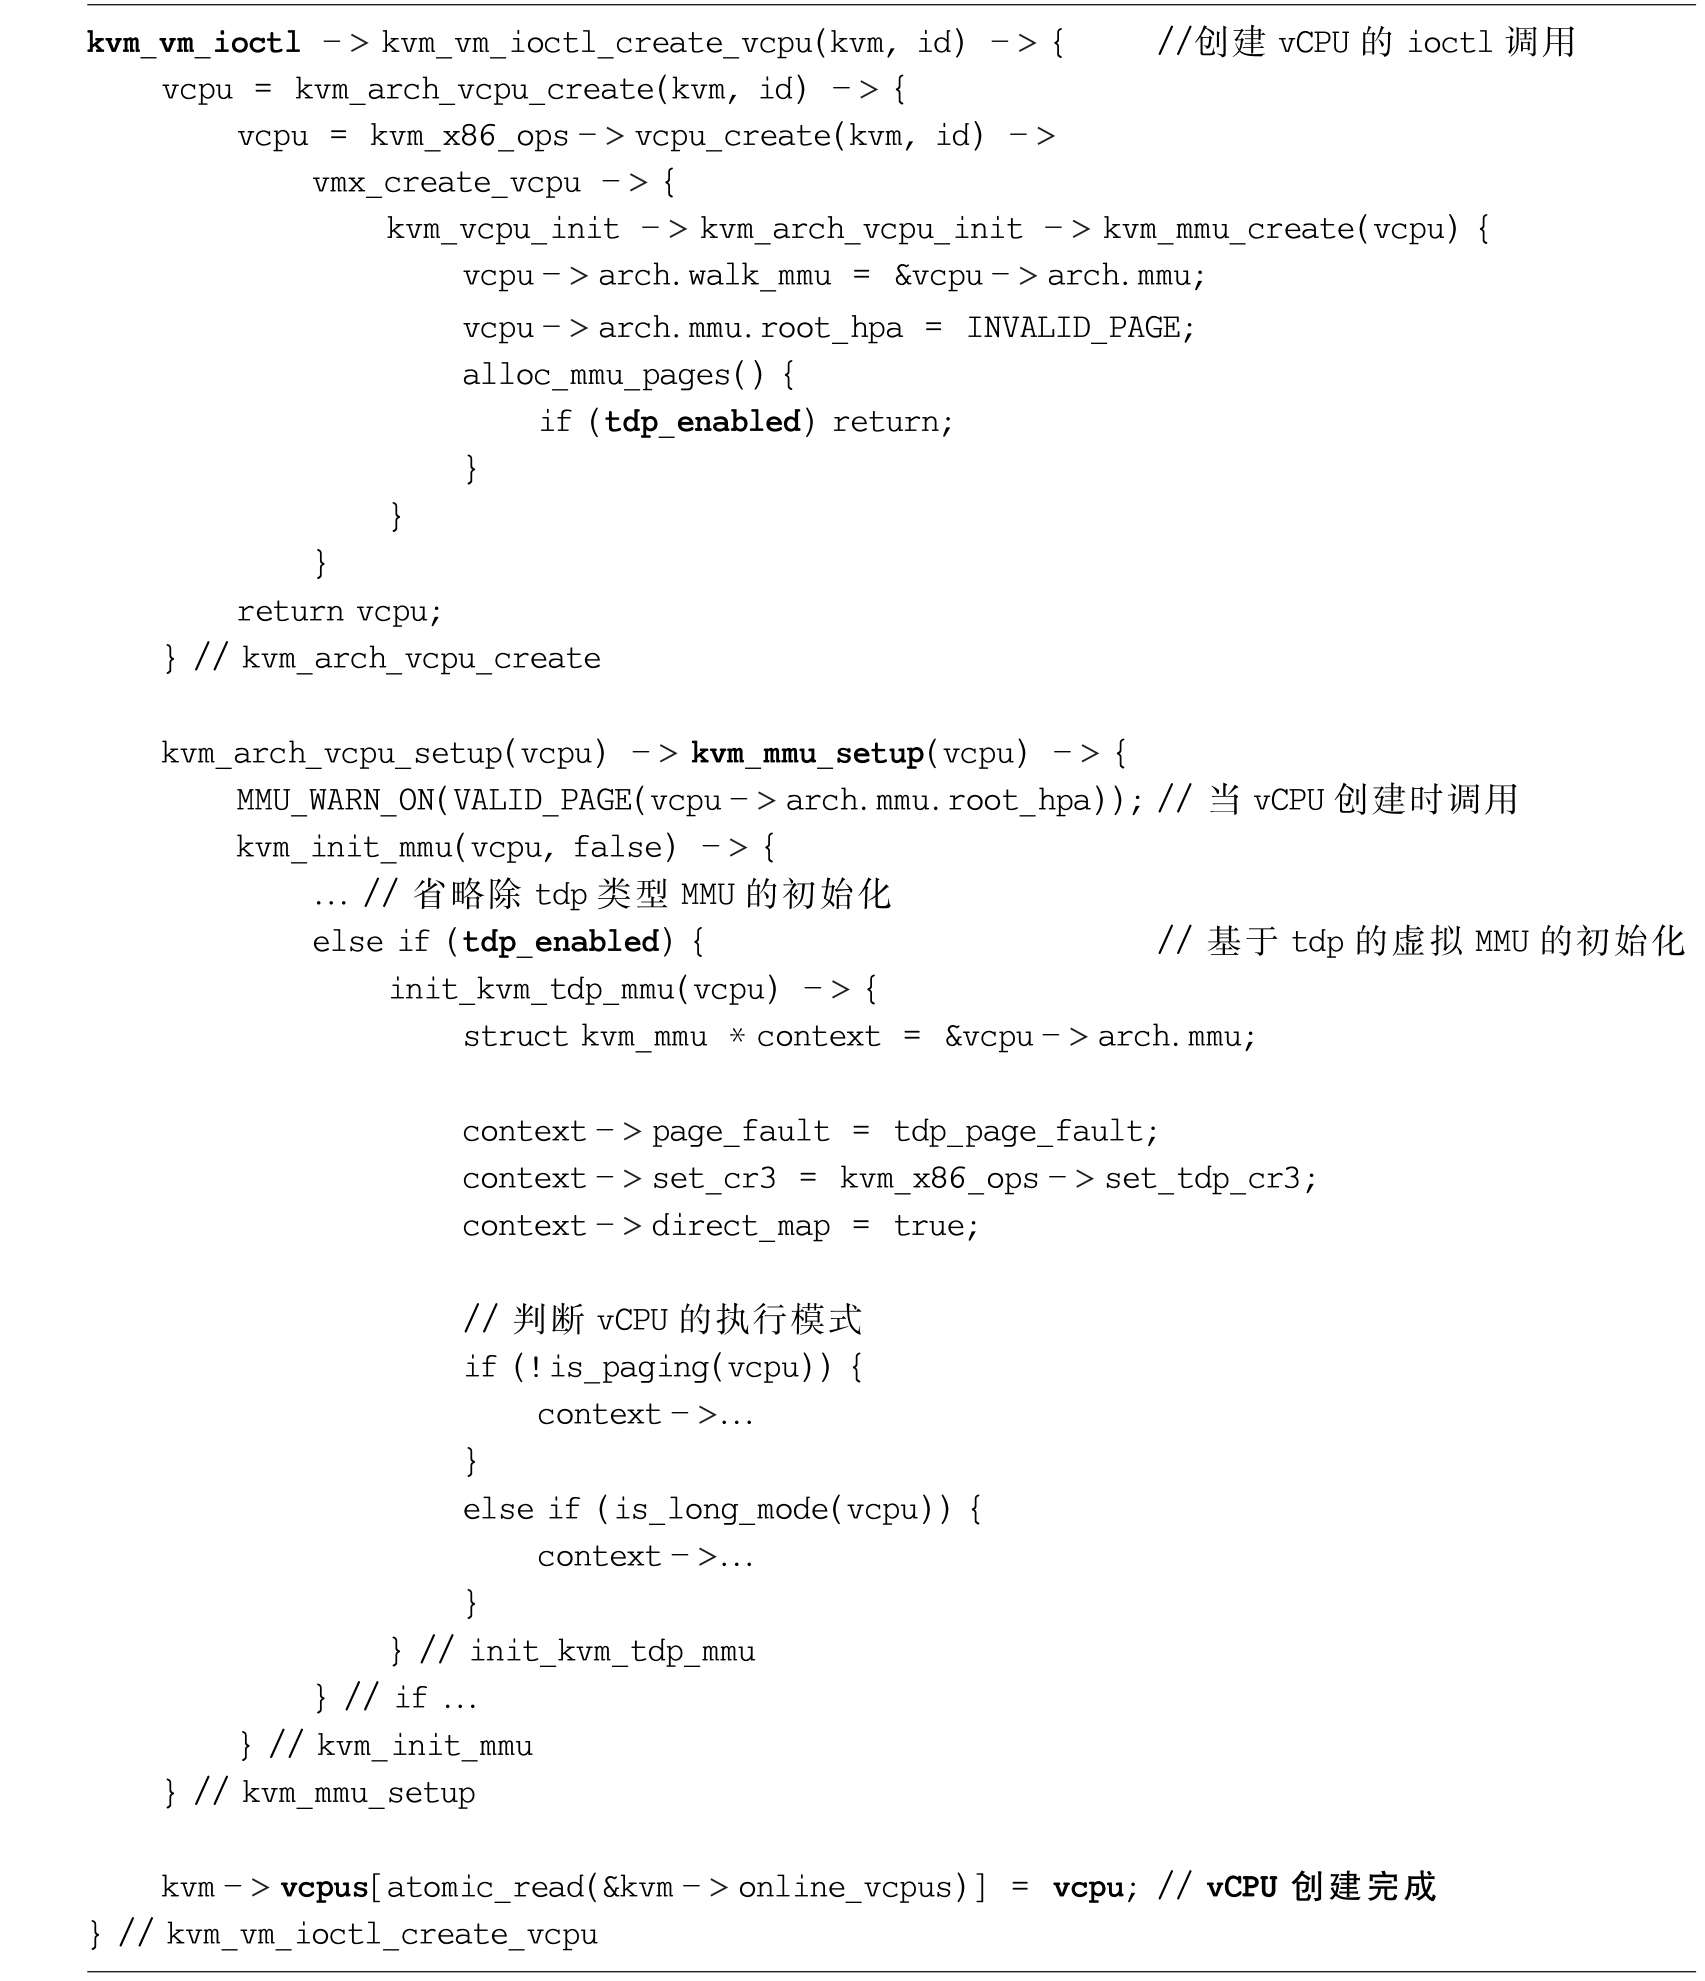 kvm_vm_ioctl -> kvm_vm_ioctl_create_vcpu(kvm, id) -> { //创建 vCPU 的 ioctl 调用
vcpu = kvm_arch_vcpu_create(kvm, id) -> {
vcpu = kvm_x86_ops->vcpu_create(kvm, id) ->
vmx_create_vcpu -> {
kvm_vcpu_init -> kvm_arch_vcpu_init -> kvm_mmu_create(vcpu) {
vcpu->arch.walk_mmu = &vcpu->arch.mmu;
vcpu->arch.mmu.root_hpa = INVALID_PAGE;
alloc_mmu_pages() {
if (tdp_enabled) return;
}
}
}
return vcpu;
} // kvm_arch_vcpu_create
kvm_arch_vcpu_setup(vcpu) -> kvm_mmu_setup(vcpu) -> {
MMU_WARN_ON(VALID_PAGE(vcpu->arch.mmu.root_hpa)); // 当 vCPU 创建时调用
kvm_init_mmu(vcpu, false) -> {
... // 省略除 tdp 类型 MMU 的初始化
else if (tdp_enabled) { // 基于 tdp 的虚拟 MMU 的初始化
init_kvm_tdp_mmu(vcpu) -> {
struct kvm_mmu * context = &vcpu->arch.mmu;
context->page_fault = tdp_page_fault;
context->set_cr3 = kvm_x86_ops->set_tdp_cr3;
context->direct_map = true;
// 判断 vCPU 的执行模式
if (!is_paging(vcpu)) {
context->...
}
else if (is_long_mode(vcpu)) {
context->...
}
} // init_kvm_tdp_mmu
} // if ...
} // kvm_init_mmu
} // kvm_mmu_setup
kvm->vcpus[atomic_read(&kvm->online_vcpus)] = vcpu; // vCPU 创建完成
} // kvm_vm_ioctl_create_vcpu